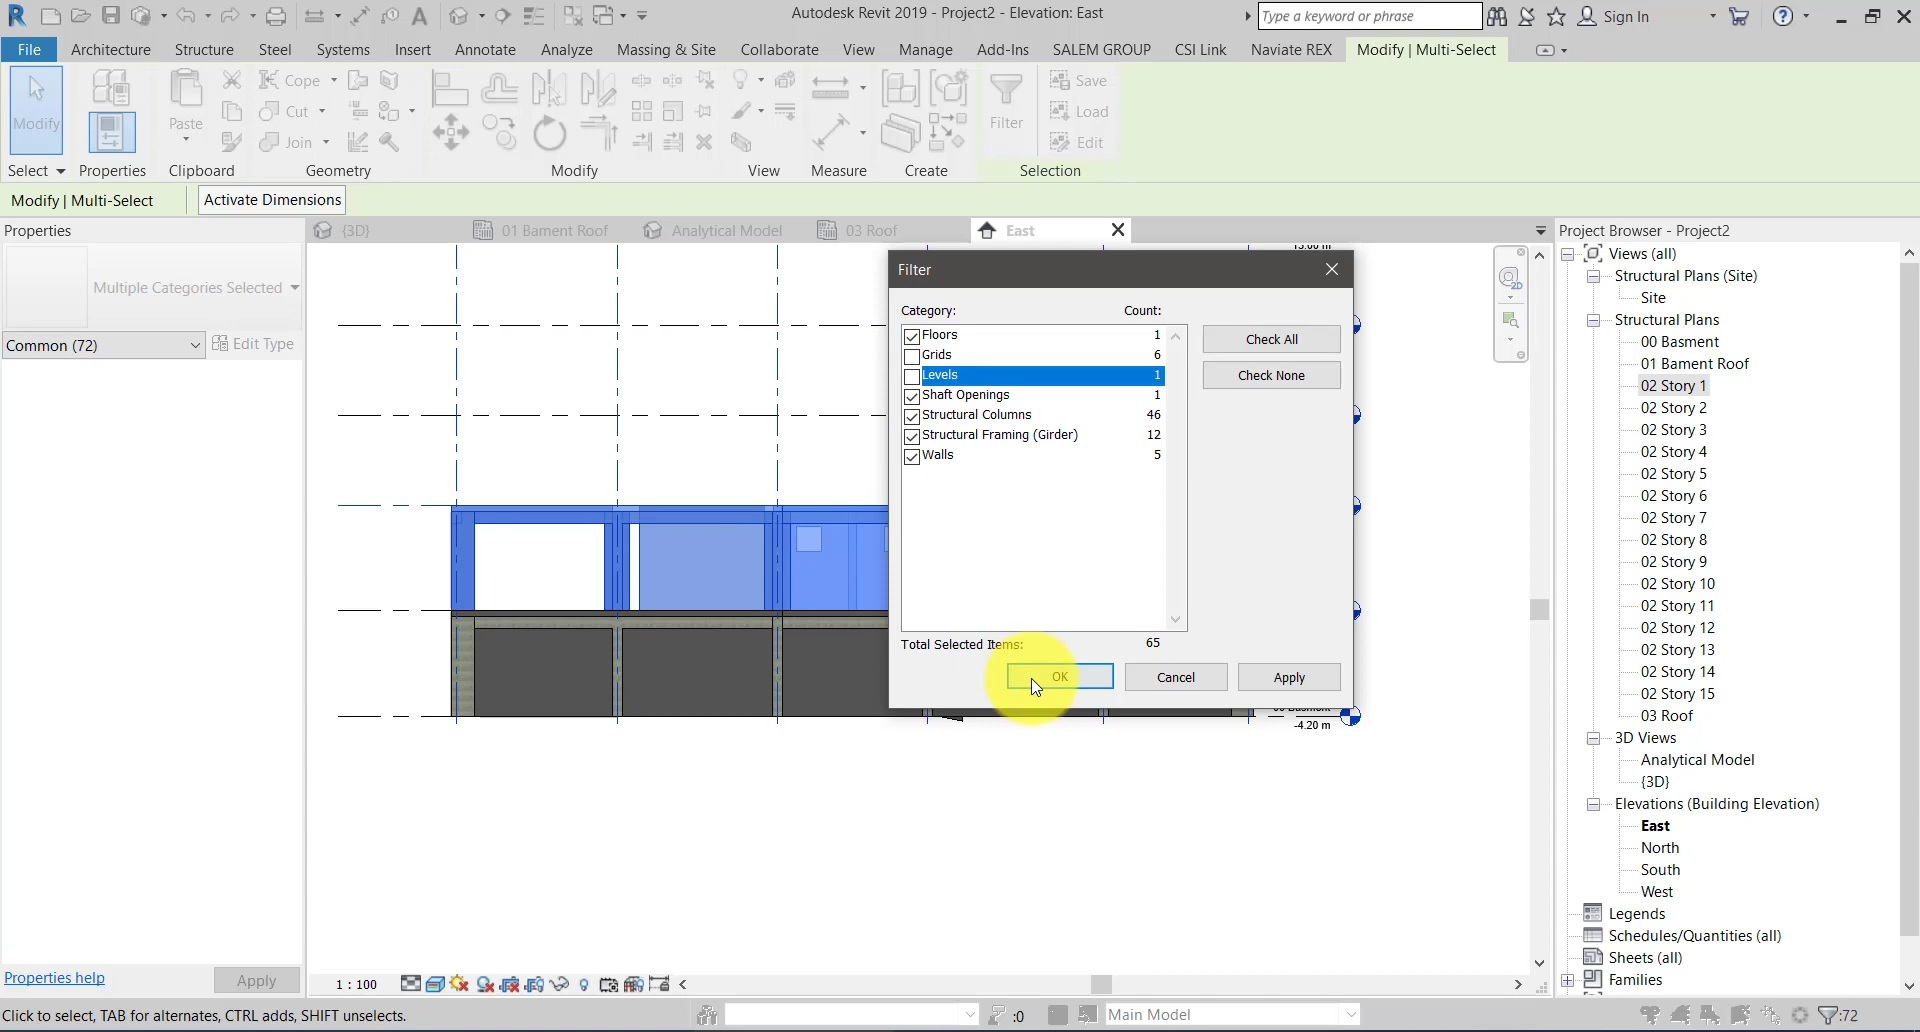 Autodesk Revit 2019 - Project2 - Elevation: East
Type a keyword or phrase
Sign In
File
Architecture
Structure
Steel
Systems
Insert
Annotate
Analyze
Massing & Site
Collaborate
View
Manage
Add-Ins
SALEM GROUP
CSI Link
Naviate REX
Modify | Multi-Select
Modify
Paste
Cope
Cut
Join
Filter
Save
Load
Edit
Select
Properties
Clipboard
Geometry
Modify
View
Measure
Create
Selection
Modify | Multi-Select
Activate Dimensions
Properties
{3D}
01 Bament Roof
Analytical Model
03 Roof
East
Project Browser - Project2
Multiple Categories Selected
Common (72)
Edit Type
Properties help
Apply
15.00 m
Filter
Category:
Count:
Floors 1
Grids 6
Levels 1
Shaft Openings 1
Structural Columns 46
Structural Framing (Girder) 12
Walls 5
Check All
Check None
Total Selected Items: 65
OK
Cancel
Apply
00 Basment
-4.20 m
2D
Views (all)
Structural Plans (Site)
Site
Structural Plans
00 Basment
01 Bament Roof
02 Story 1
02 Story 2
02 Story 3
02 Story 4
02 Story 5
02 Story 6
02 Story 7
02 Story 8
02 Story 9
02 Story 10
02 Story 11
02 Story 12
02 Story 13
02 Story 14
02 Story 15
03 Roof
3D Views
Analytical Model
{3D}
Elevations (Building Elevation)
East
North
South
West
Legends
Schedules/Quantities (all)
Sheets (all)
Families
1 : 100
Click to select, TAB for alternates, CTRL adds, SHIFT unselects.
:0
Main Model
:72